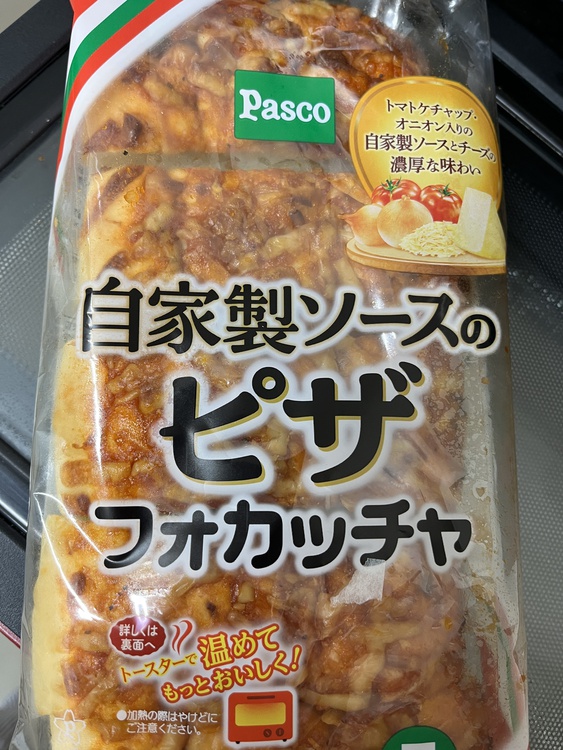 Pasco
トマトケチャップ・
オニオン入りの
自家製ソースとチーズの
濃厚な味わい
自家製ソースの
ピザ
フォカッチャ
詳しくは
裏面へ
トースターで温めて
もっとおいしく!
●加熱の際はやけどに
ご注意ください。